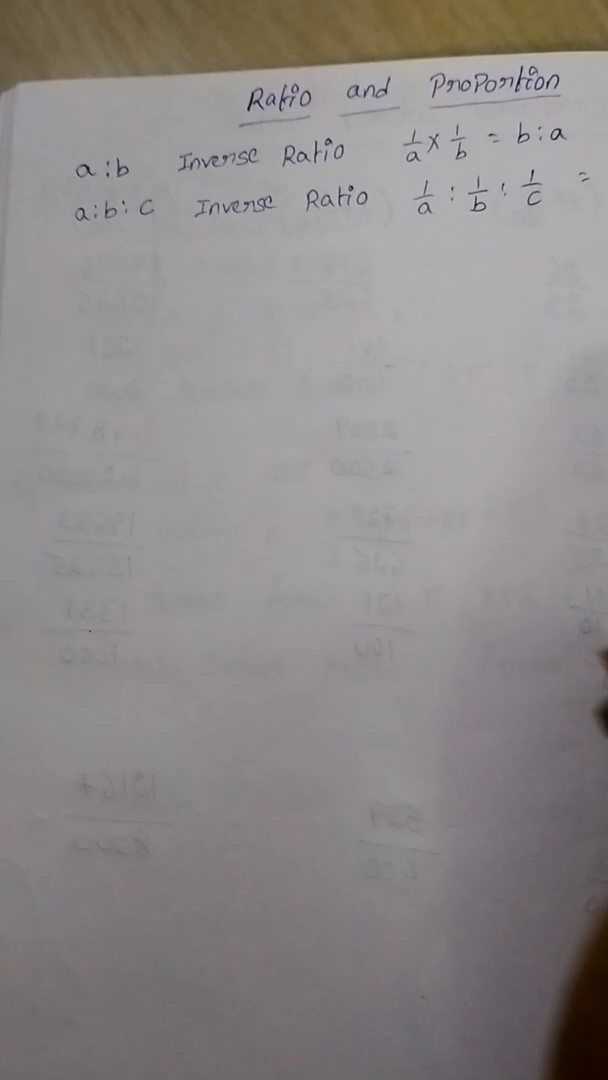 Ratio and Proportion
a:b Inverse Ratio 1/a × 1/b = b:a
a:b:c Inverse Ratio 1/a : 1/b : 1/c =